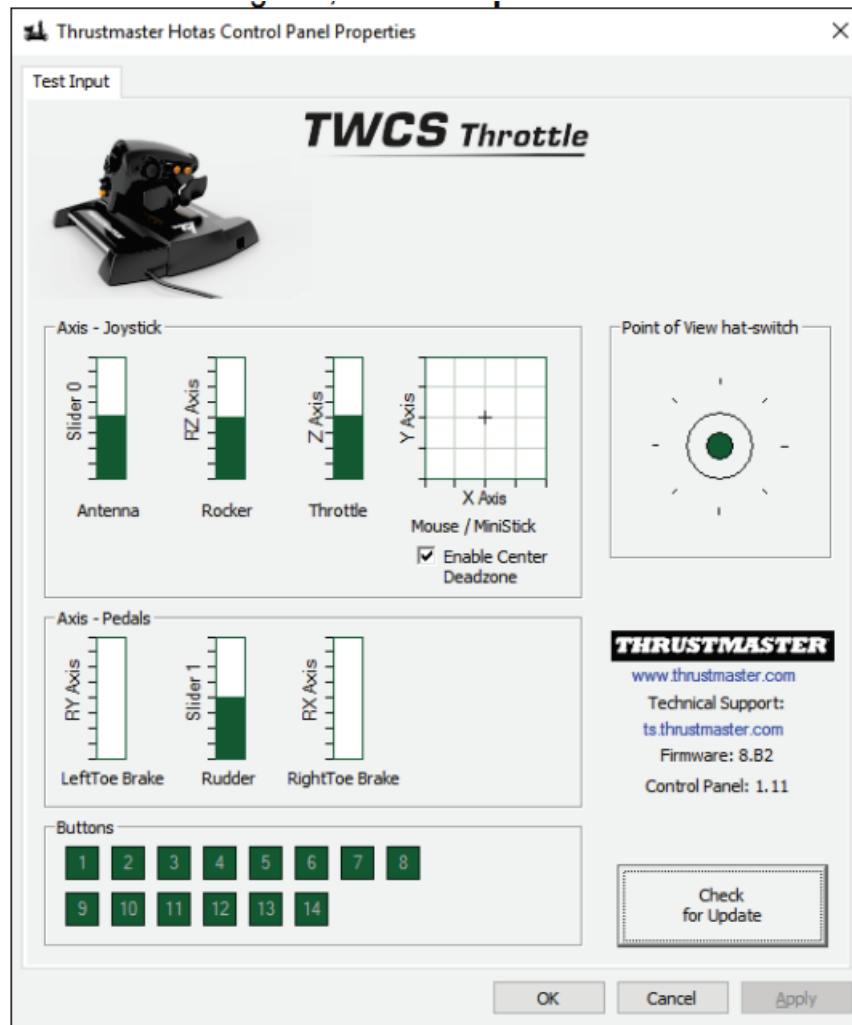 Thrustmaster Hotas Control Panel Properties
Test Input
TWCS Throttle
Axis - Joystick
Slider 0
RZ Axis
Z Axis
Y Axis
X Axis
Antenna
Rocker
Throttle
Mouse / MiniStick
Enable Center
Deadzone
Point of View hat-switch
Axis - Pedals
RY Axis
Slider 1
RX Axis
LeftToe Brake
Rudder
RightToe Brake
THRUSTMASTER
www.thrustmaster.com
Technical Support:
ts.thrustmaster.com
Firmware: 8.B2
Control Panel: 1.11
Buttons
1 2 3 4 5 6 7 8
9 10 11 12 13 14
Check
for Update
OK Cancel Apply